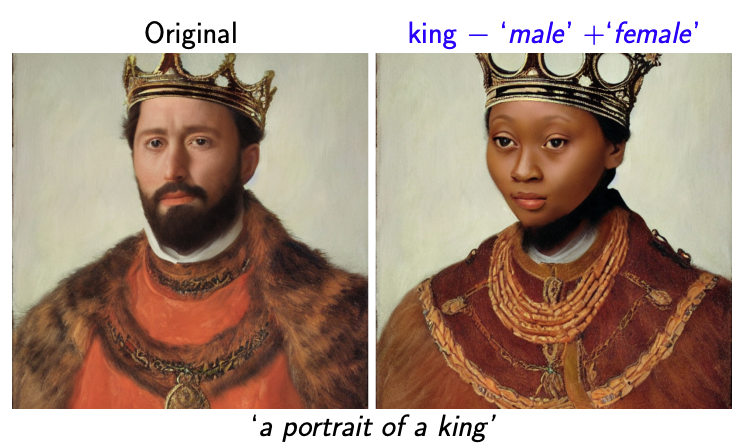 Original
king − ‘male’ +‘female’
‘a portrait of a king’